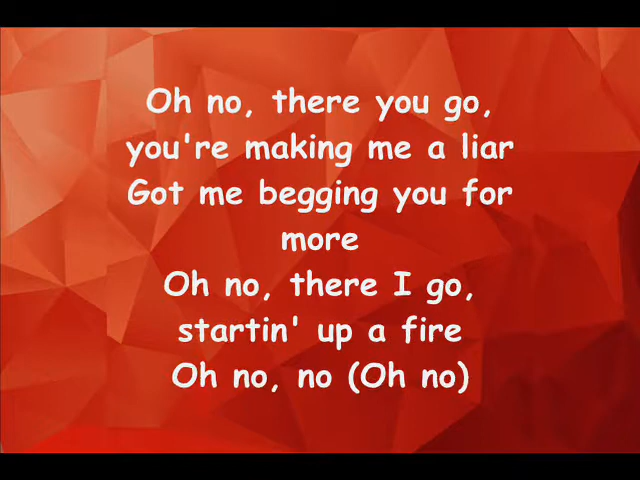 Oh no, there you go,
you're making me a liar
Got me begging you for
more
Oh no, there I go,
startin' up a fire
Oh no, no (Oh no)